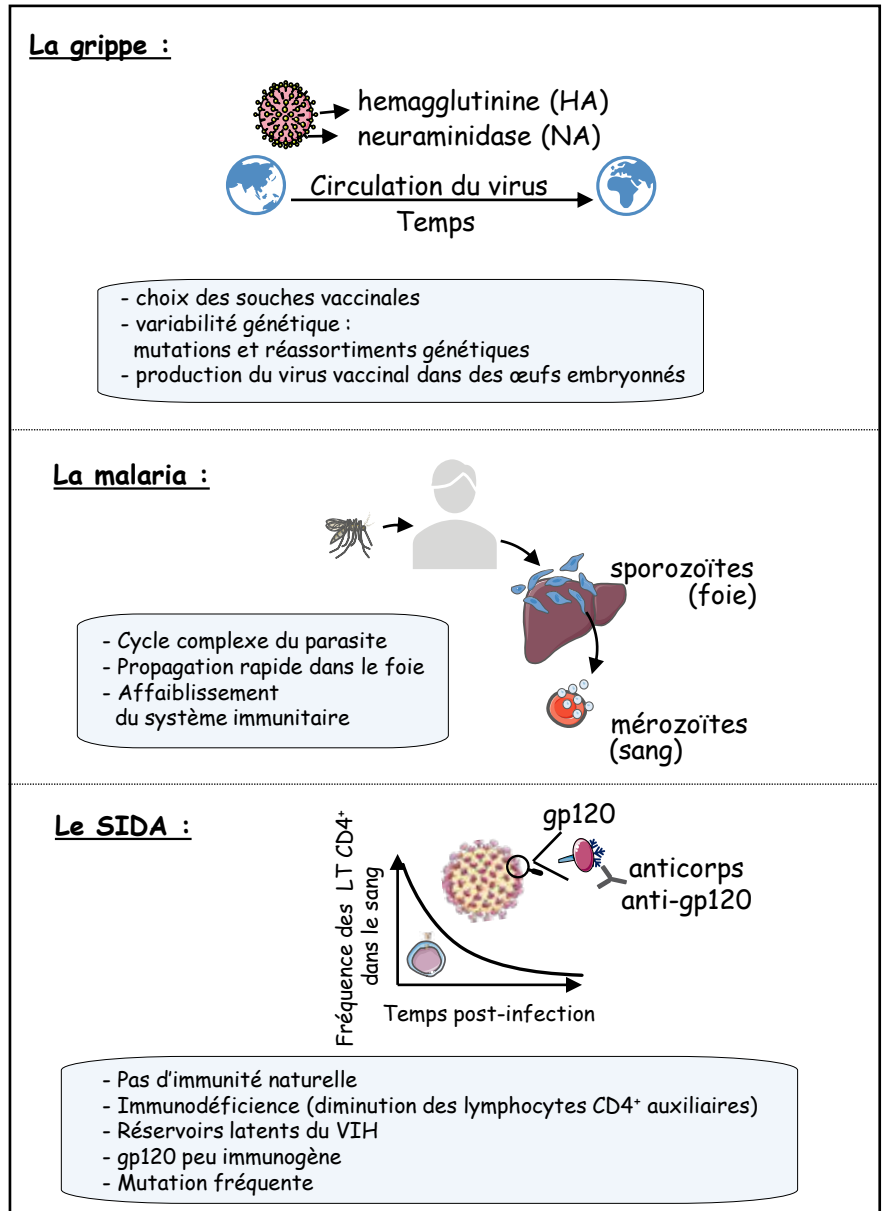 La grippe :
hemagglutinine (HA)
neuraminidase (NA)
Circulation du virus
Temps
- choix des souches vaccinales
- variabilité génétique :
mutations et réassortiments génétiques
- production du virus vaccinal dans des œufs embryonnés
La malaria :
sporozoïtes
(foie)
- Cycle complexe du parasite
- Propagation rapide dans le foie
- Affaiblissement
du système immunitaire
mérozoïtes
(sang)
Le SIDA :
gp120
anticorps
anti-gp120
Fréquence des LT CD4⁺
dans le sang
Temps post-infection
- Pas d'immunité naturelle
- Immunodéficience (diminution des lymphocytes CD4⁺ auxiliaires)
- Réservoirs latents du VIH
- gp120 peu immunogène
- Mutation fréquente